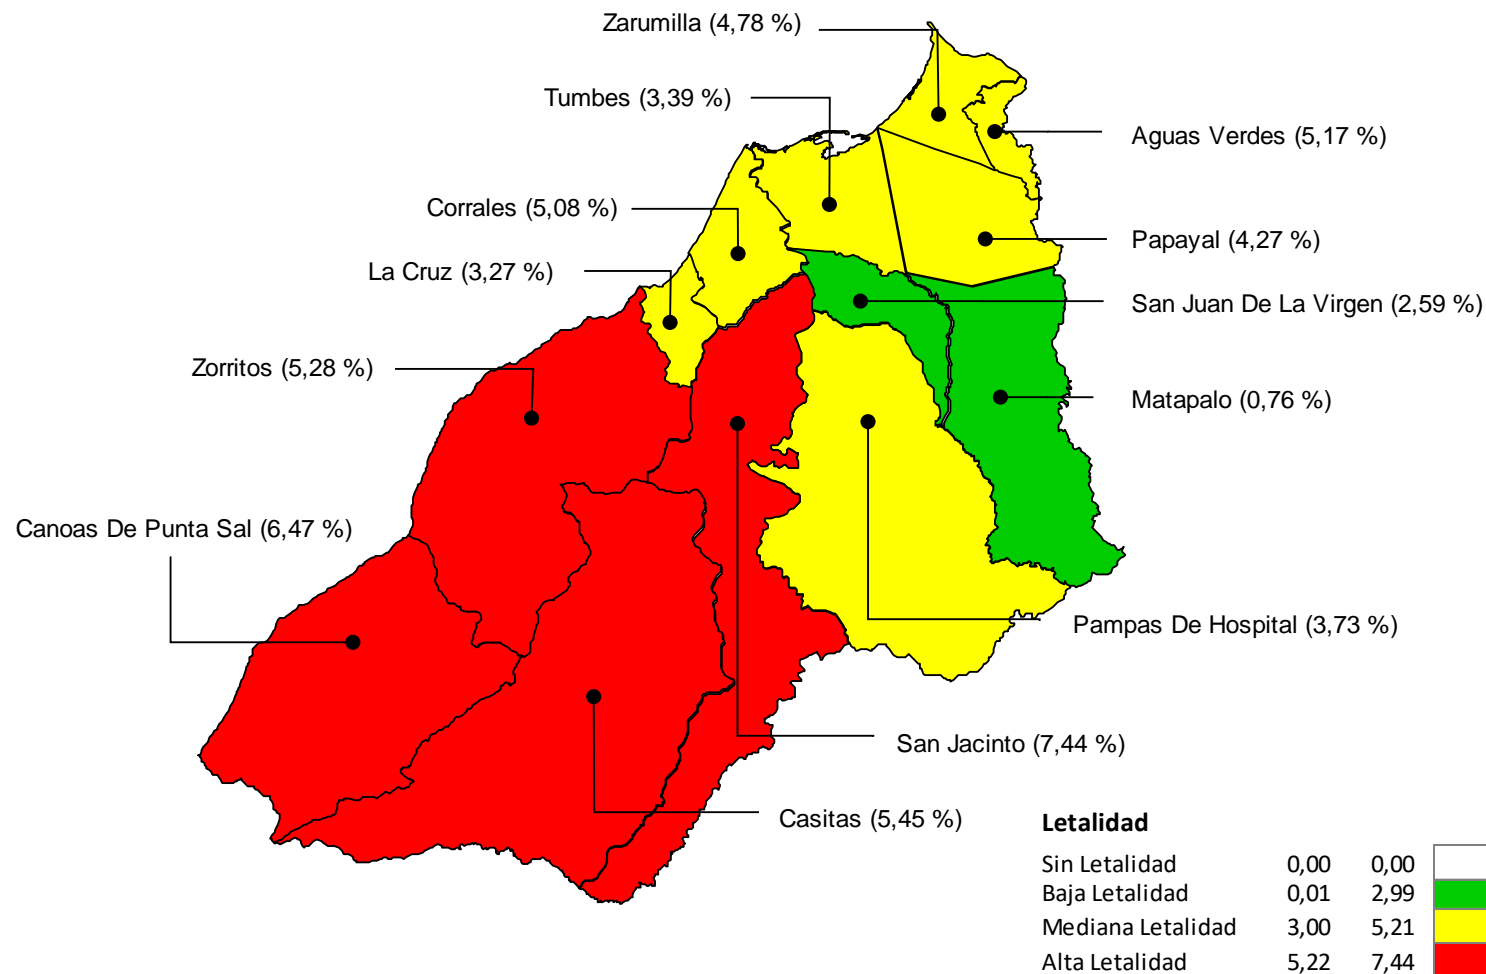 Zarumilla (4,78 %)
Tumbes (3,39 %)
Aguas Verdes (5,17 %)
Corrales (5,08 %)
Papayal (4,27 %)
La Cruz (3,27 %)
San Juan De La Virgen (2,59 %)
Zorritos (5,28 %)
Matapalo (0,76 %)
Canoas De Punta Sal (6,47 %)
Pampas De Hospital (3,73 %)
San Jacinto (7,44 %)
Casitas (5,45 %)
Letalidad
Sin Letalidad 0,00 0,00
Baja Letalidad 0,01 2,99
Mediana Letalidad 3,00 5,21
Alta Letalidad 5,22 7,44